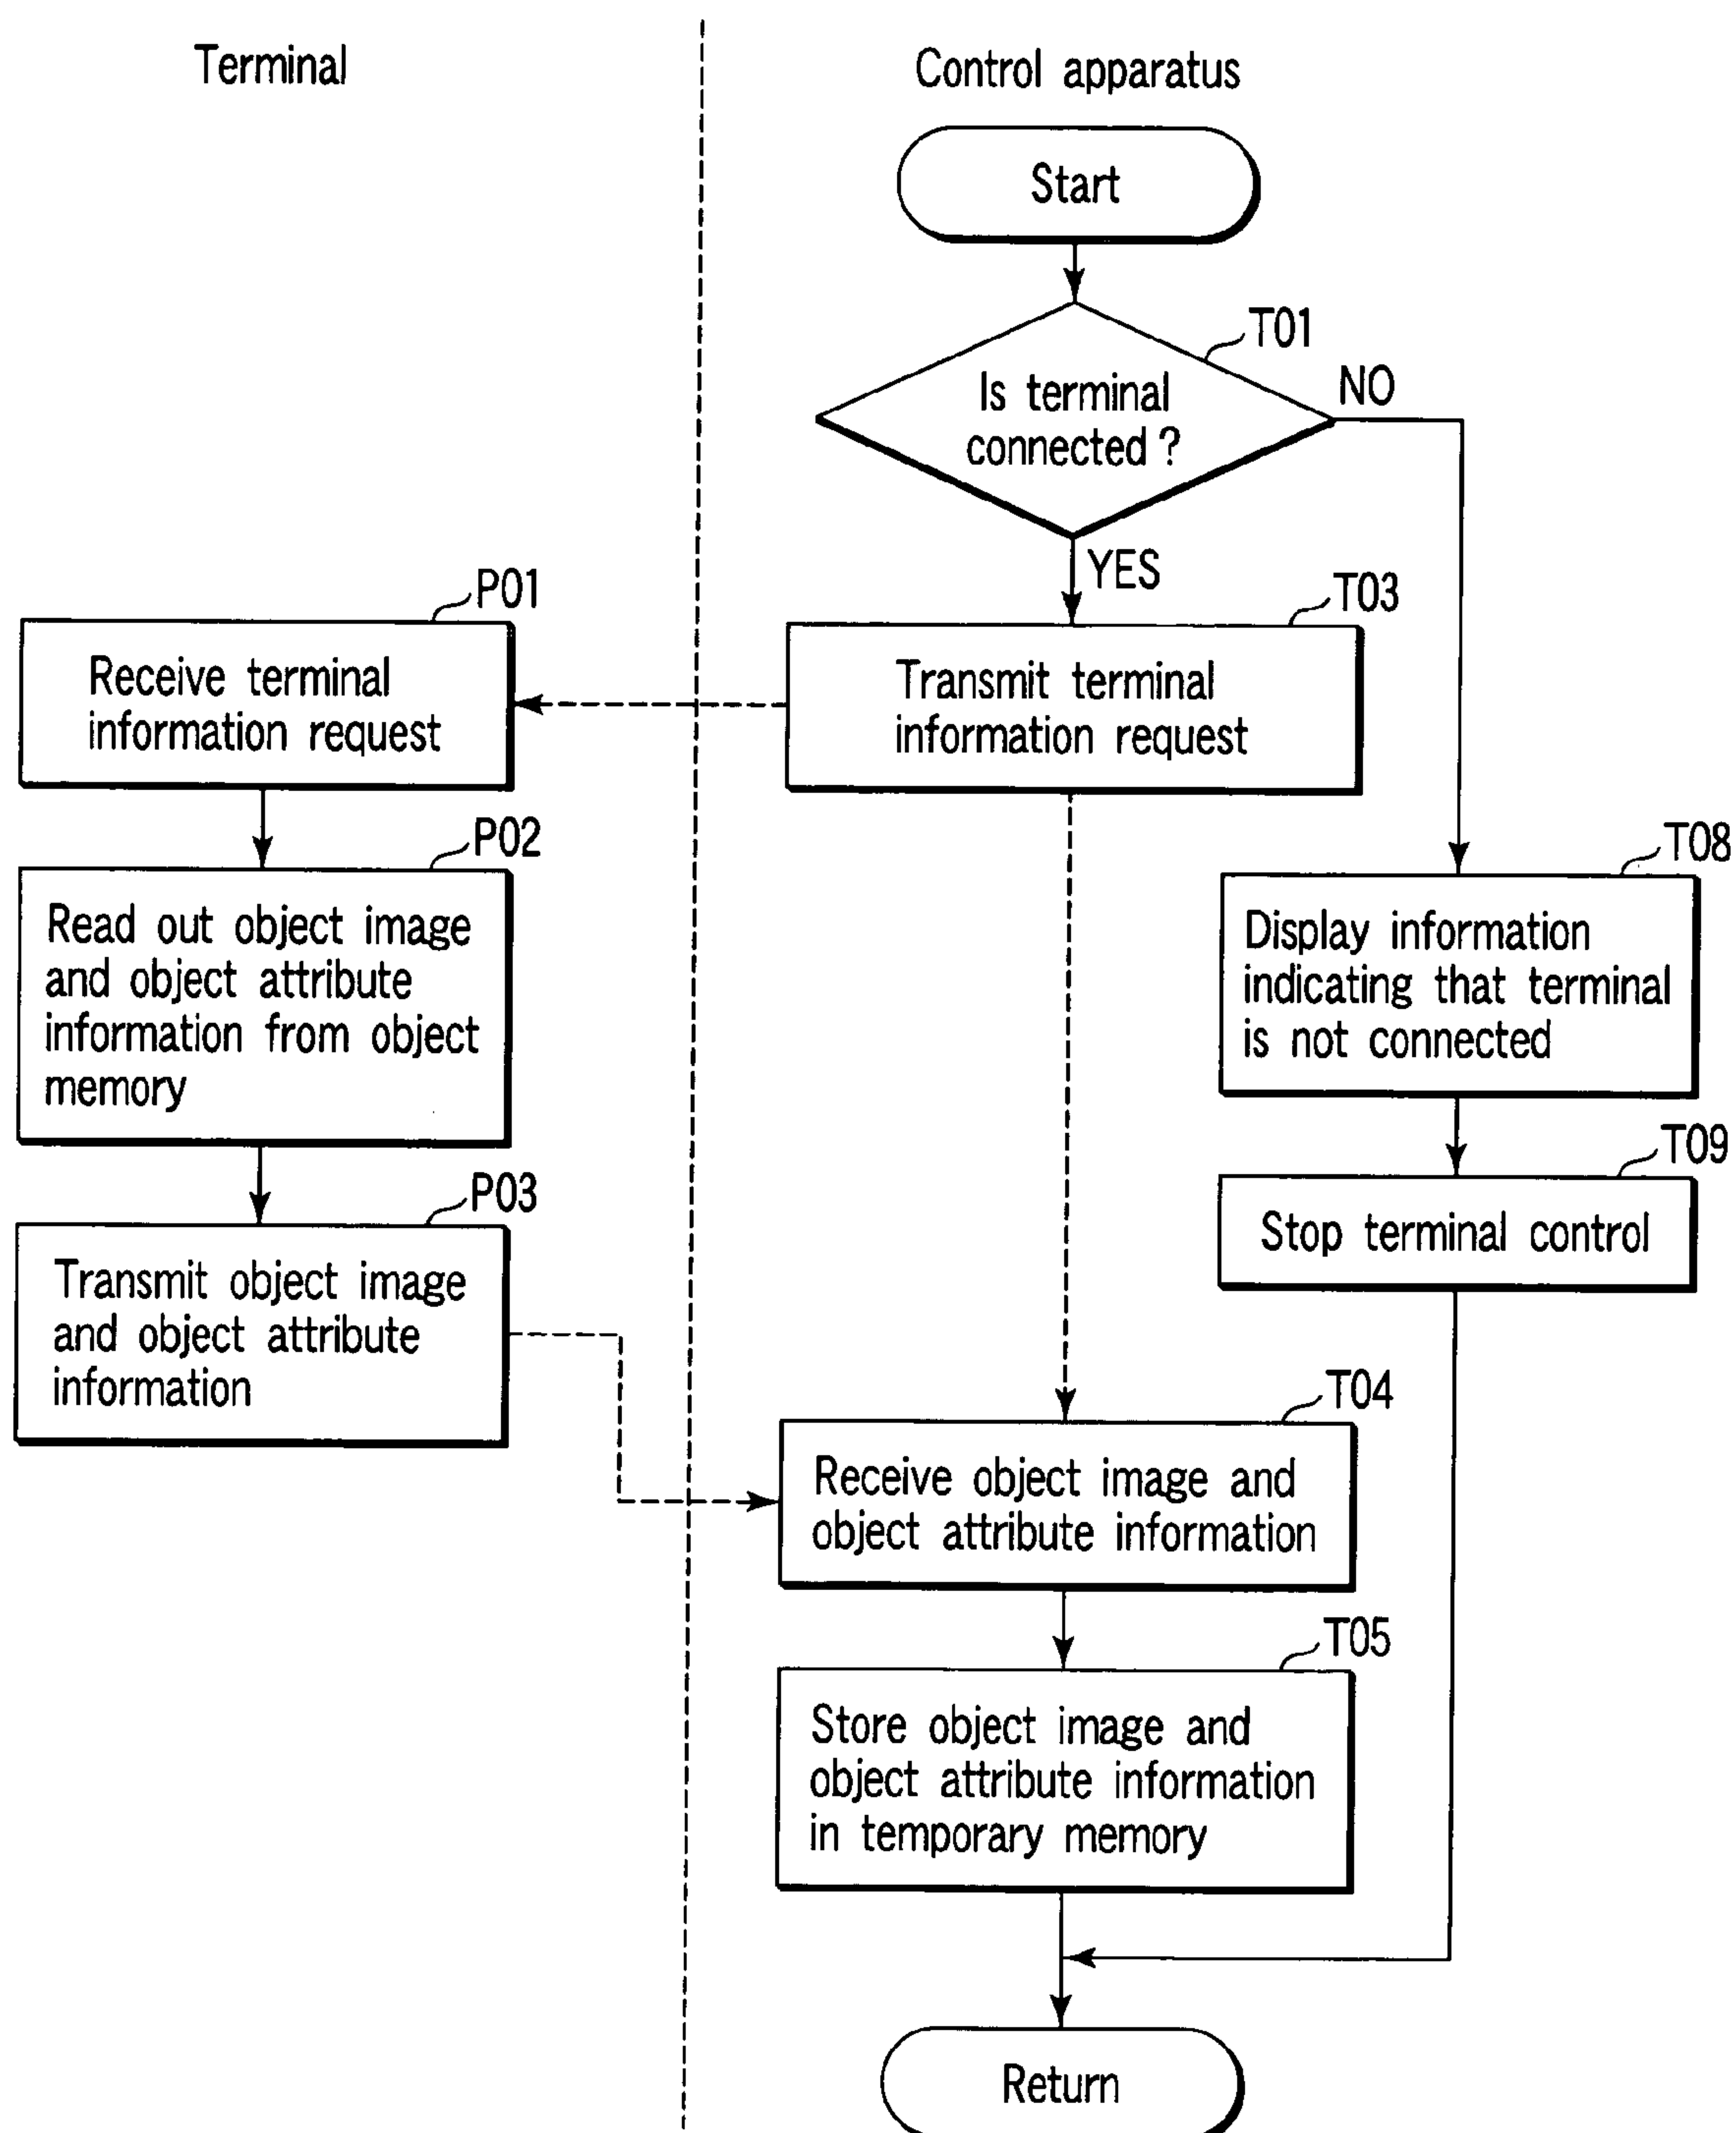 Terminal
Control apparatus
Start
T01
Is terminal
connected ?
NO
YES
P01
Receive terminal
information request
T03
Transmit terminal
information request
P02
Read out object image
and object attribute
information from object
memory
T08
Display information
indicating that terminal
is not connected
P03
Transmit object image
and object attribute
information
T09
Stop terminal control
T04
Receive object image and
object attribute information
T05
Store object image and
object attribute information
in temporary memory
Return